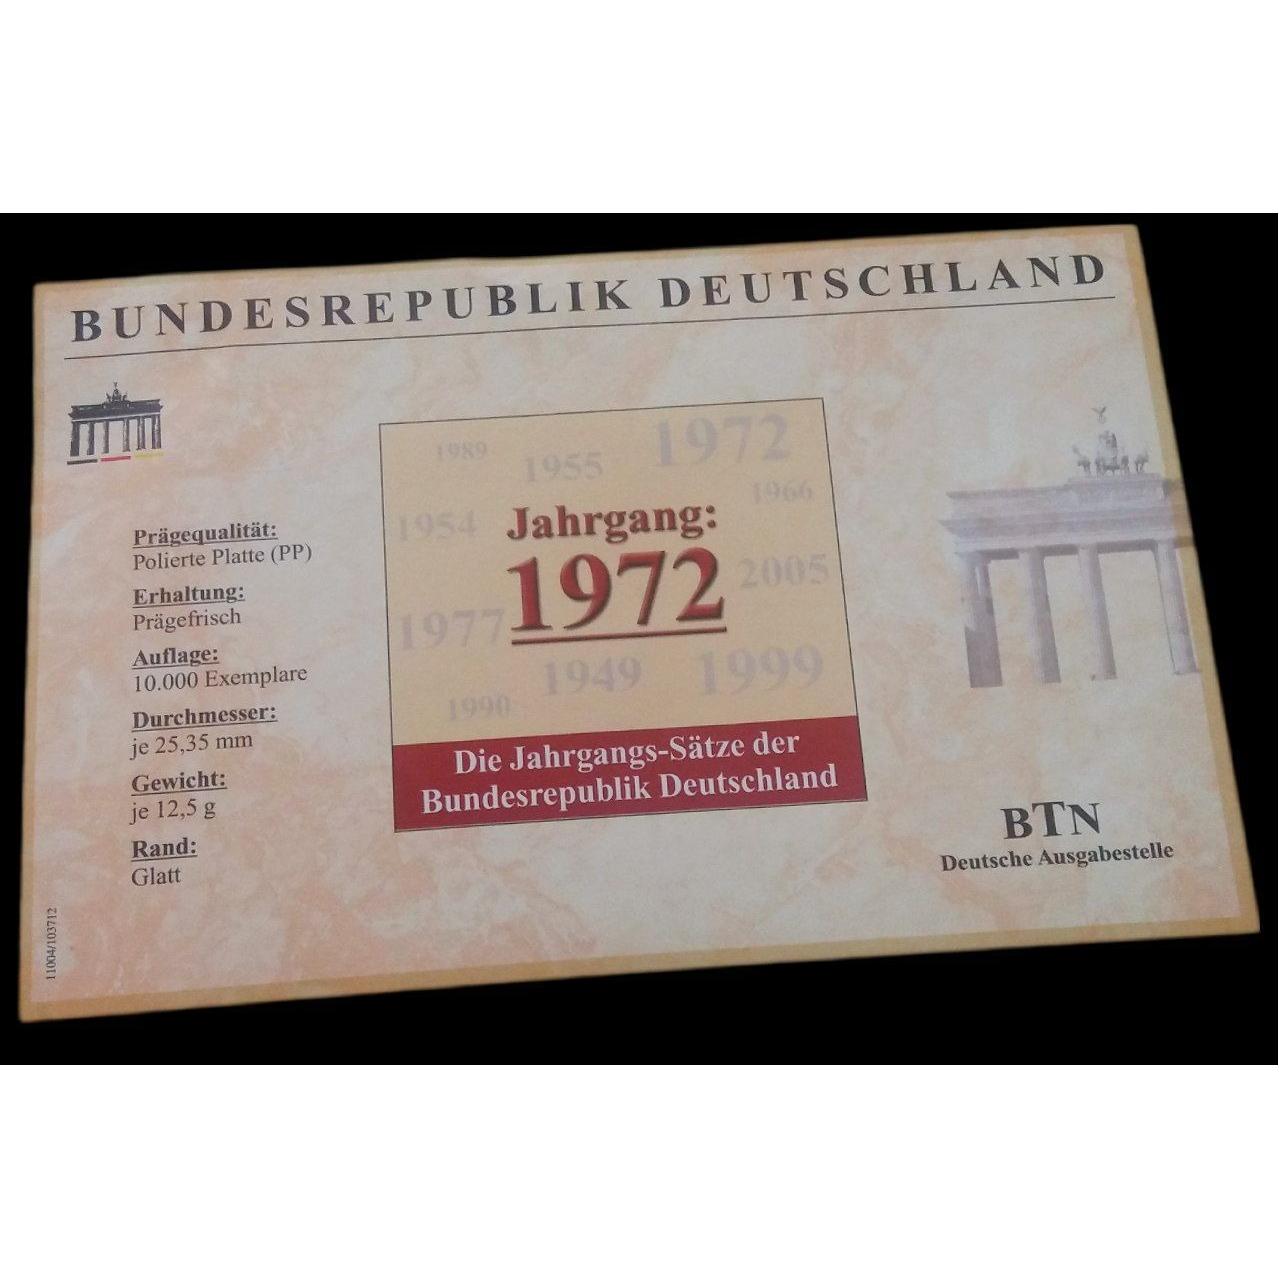 BUNDESREPUBLIK DEUTSCHLAND
Prägequalität:
Polierte Platte (PP)
Erhaltung:
Prägefrisch
Auflage:
10.000 Exemplare
Durchmesser:
je 25,35 mm
Gewicht:
je 12,5 g
Rand:
Glatt
11004/103712
1989
1955
1972
1966
1954
Jahrgang:
1972
2005
1977
1949
1999
1990
Die Jahrgangs-Sätze der
Bundesrepublik Deutschland
BTN
Deutsche Ausgabestelle